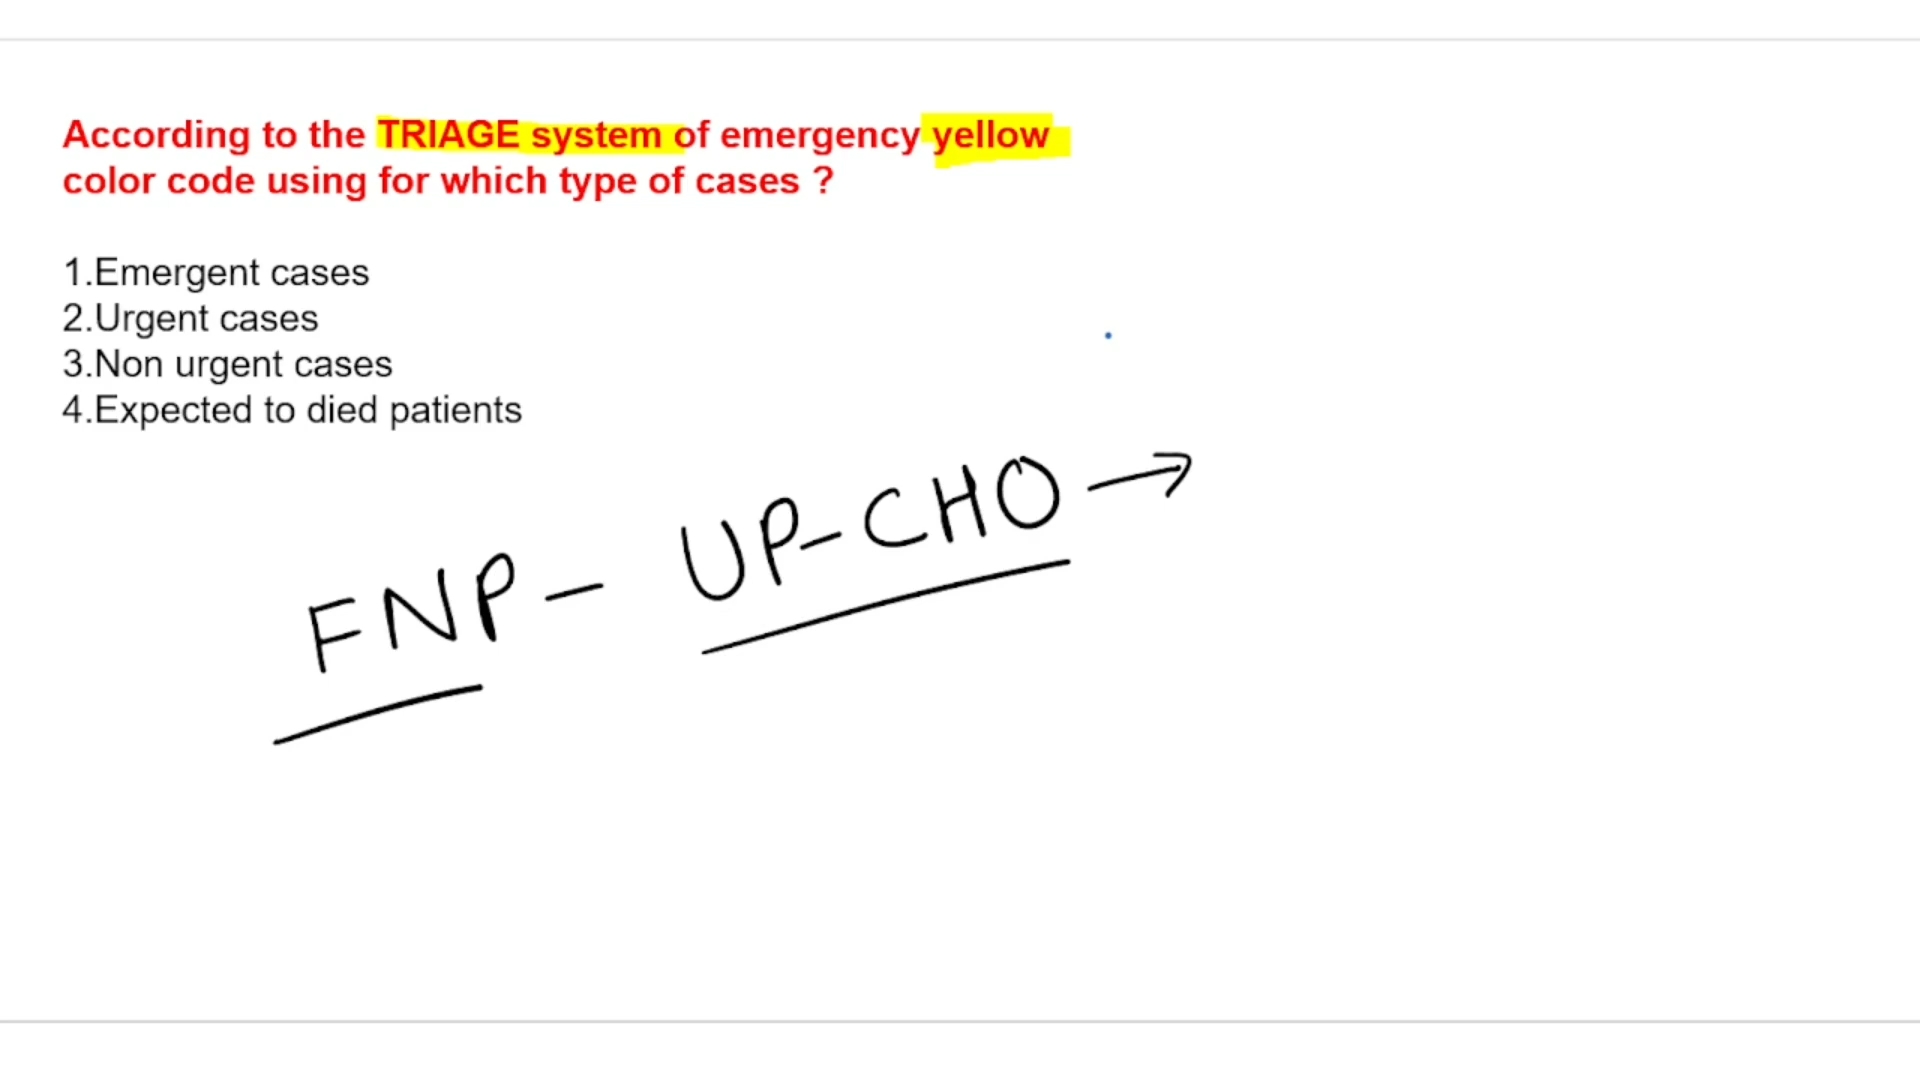 According to the TRIAGE system of emergency yellow
color code using for which type of cases ?
1.Emergent cases
2.Urgent cases
3.Non urgent cases
4.Expected to died patients
FNP - UP-CHO →